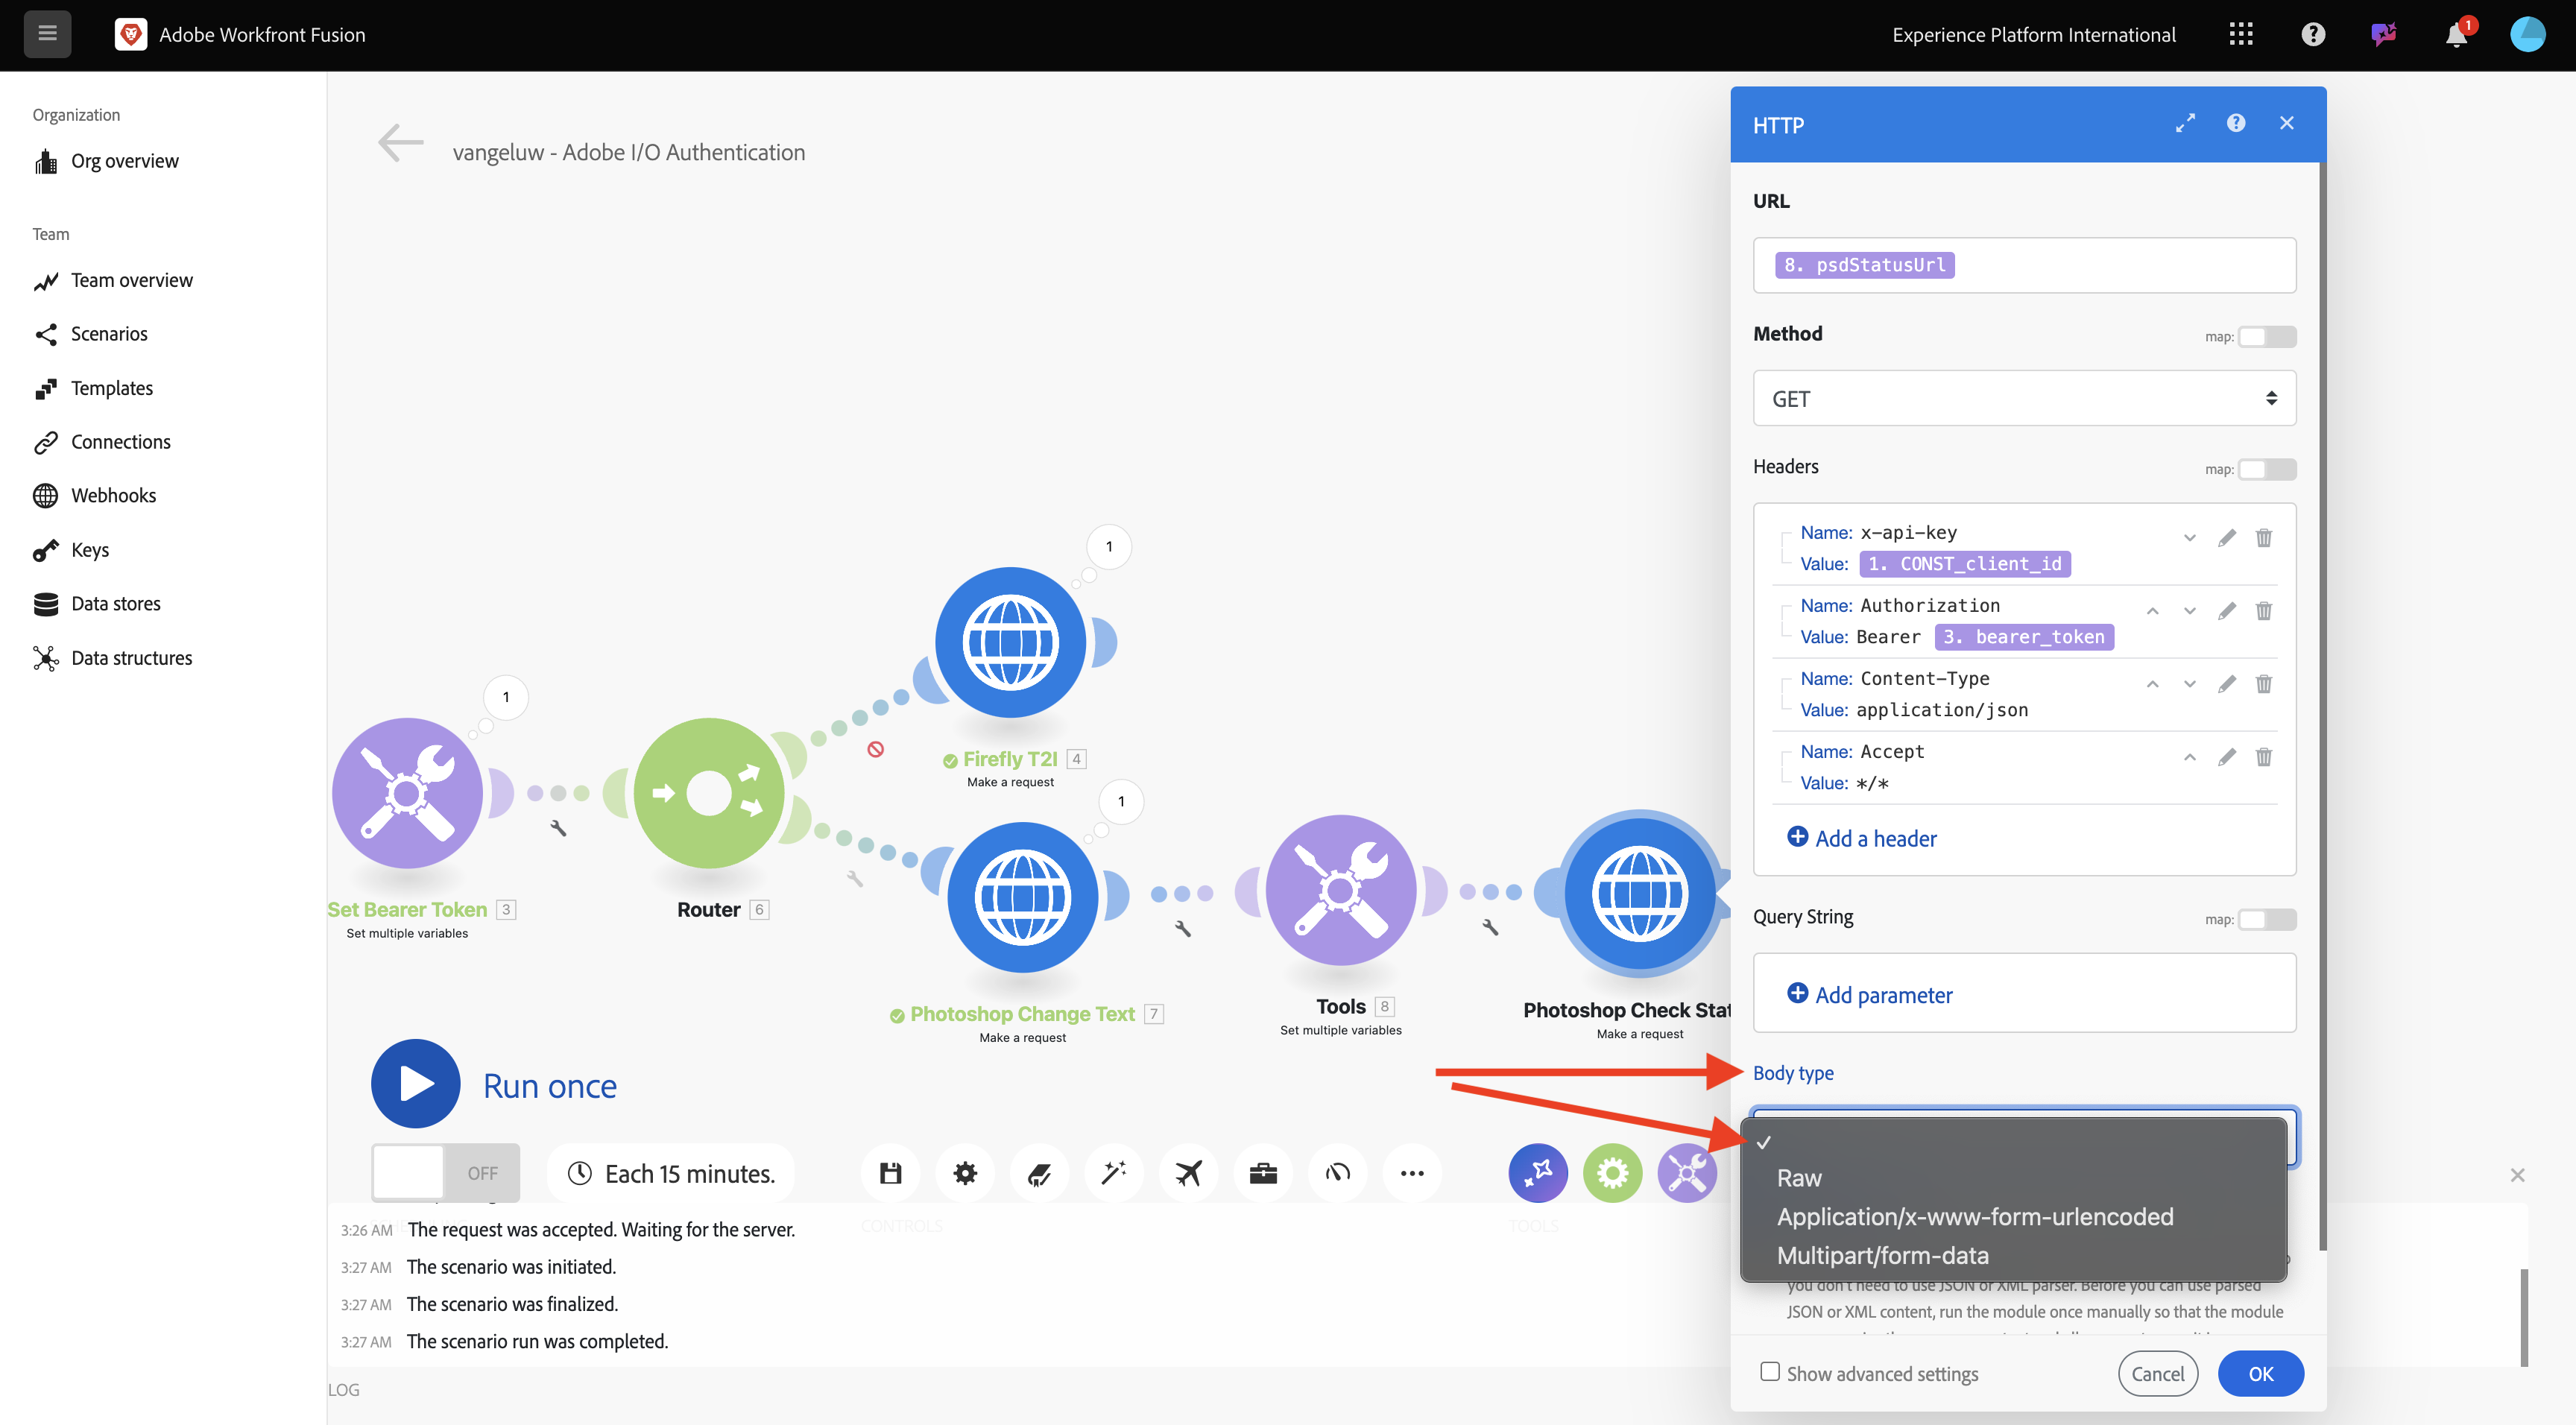 Adobe Workfront Fusion
Experience Platform International
1
Organization
Org overview
Team
Team overview
Scenarios
Templates
Connections
Webhooks
Keys
Data stores
Data structures
vangeluw - Adobe I/O Authentication
1
Set Bearer Token 3
Set multiple variables
Router 6
1
Firefly T2I 4
Make a request
1
Photoshop Change Text 7
Make a request
Tools 8
Set multiple variables
Photoshop Check Stat
Make a request
Run once
OFF
Each 15 minutes.
CONTROLS
TOOLS
3:26 AM The request was accepted. Waiting for the server.
3:27 AM The scenario was initiated.
3:27 AM The scenario was finalized.
3:27 AM The scenario run was completed.
LOG
HTTP
URL
8. psdStatusUrl
Method
map:
GET
Headers
map:
Name: x-api-key
Value: 1. CONST_client_id
Name: Authorization
Value: Bearer 3. bearer_token
Name: Content-Type
Value: application/json
Name: Accept
Value: */*
Add a header
Query String
map:
Add parameter
Body type
Raw
Application/x-www-form-urlencoded
Multipart/form-data
you don't need to use JSON or XML parser. Before you can use parsed
JSON or XML content, run the module once manually so that the module
Show advanced settings
Cancel
OK